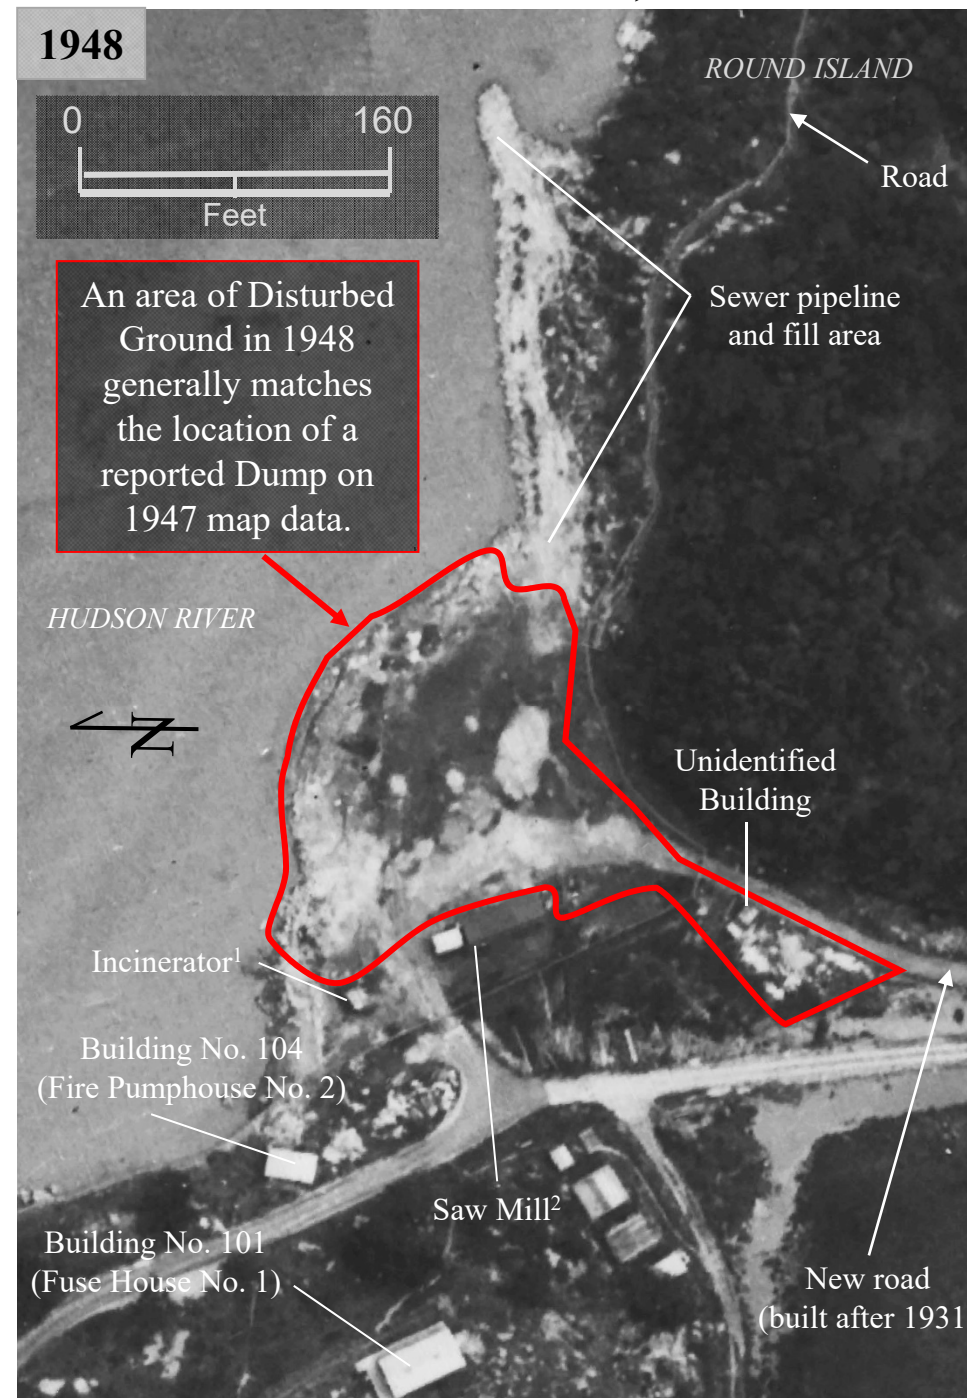 1948
ROUND ISLAND
0 160
Feet
Road
An area of Disturbed
Ground in 1948
generally matches
the location of a
reported Dump on
1947 map data.
Sewer pipeline
and fill area
HUDSON RIVER
N
Unidentified
Building
Incinerator¹
Building No. 104
(Fire Pumphouse No. 2)
Saw Mill²
Building No. 101
(Fuse House No. 1)
New road
(built after 1931